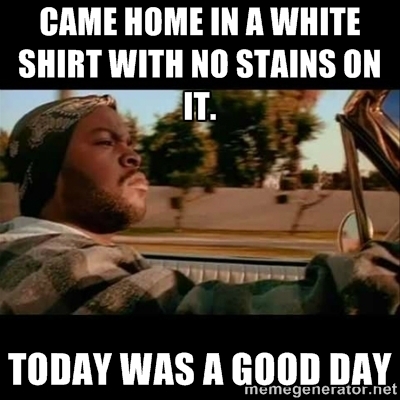 CAME HOME IN A WHITE
SHIRT WITH NO STAINS ON
IT.
TODAY WAS A GOOD DAY
memegenerator.net